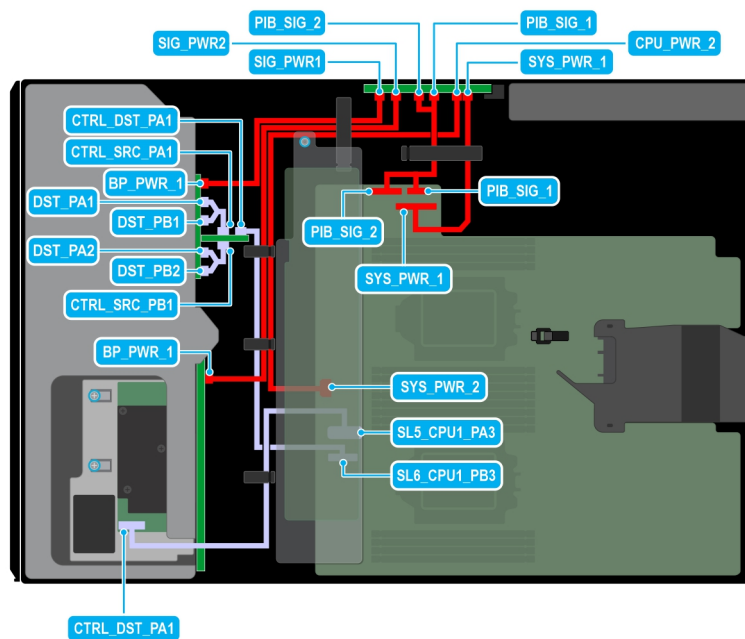 PIB_SIG_2
PIB_SIG_1
SIG_PWR2
CPU_PWR_2
SIG_PWR1
SYS_PWR_1
CTRL_DST_PA1
CTRL_SRC_PA1
BP_PWR_1
DST_PA1
DST_PB1
DST_PA2
DST_PB2
CTRL_SRC_PB1
PIB_SIG_1
PIB_SIG_2
SYS_PWR_1
BP_PWR_1
SYS_PWR_2
SL5_CPU1_PA3
SL6_CPU1_PB3
CTRL_DST_PA1